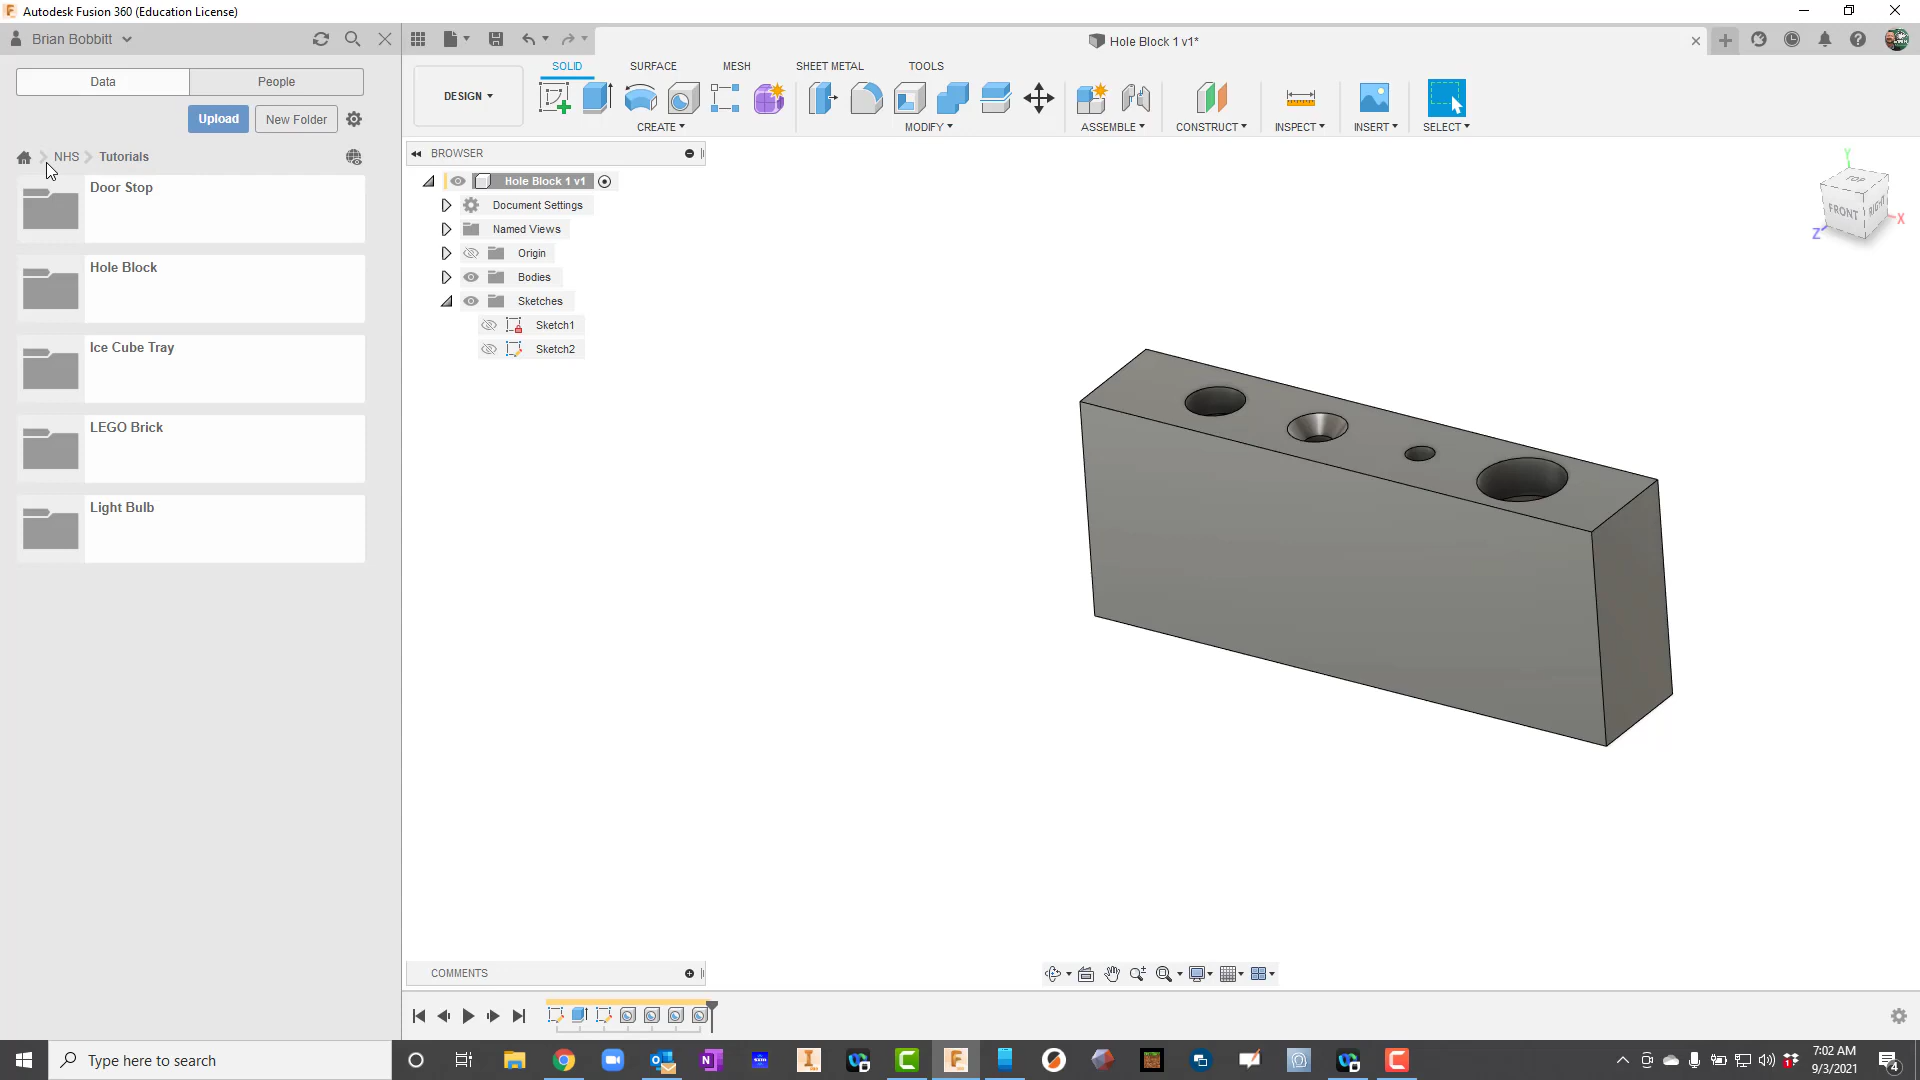 Autodesk Fusion 360 (Education License)
Brian Bobbitt
Hole Block 1 v1*
Data
People
Upload
New Folder
NHS
Tutorials
Door Stop
Hole Block
Ice Cube Tray
LEGO Brick
Light Bulb
DESIGN
SOLID
SURFACE
MESH
SHEET METAL
TOOLS
CREATE
MODIFY
ASSEMBLE
CONSTRUCT
INSPECT
INSERT
SELECT
BROWSER
Hole Block 1 v1
Document Settings
Named Views
Origin
Bodies
Sketches
Sketch1
Sketch2
Y
TOP
FRONT
RIGHT
X
Z
COMMENTS
Type here to search
7:02 AM
9/3/2021
4